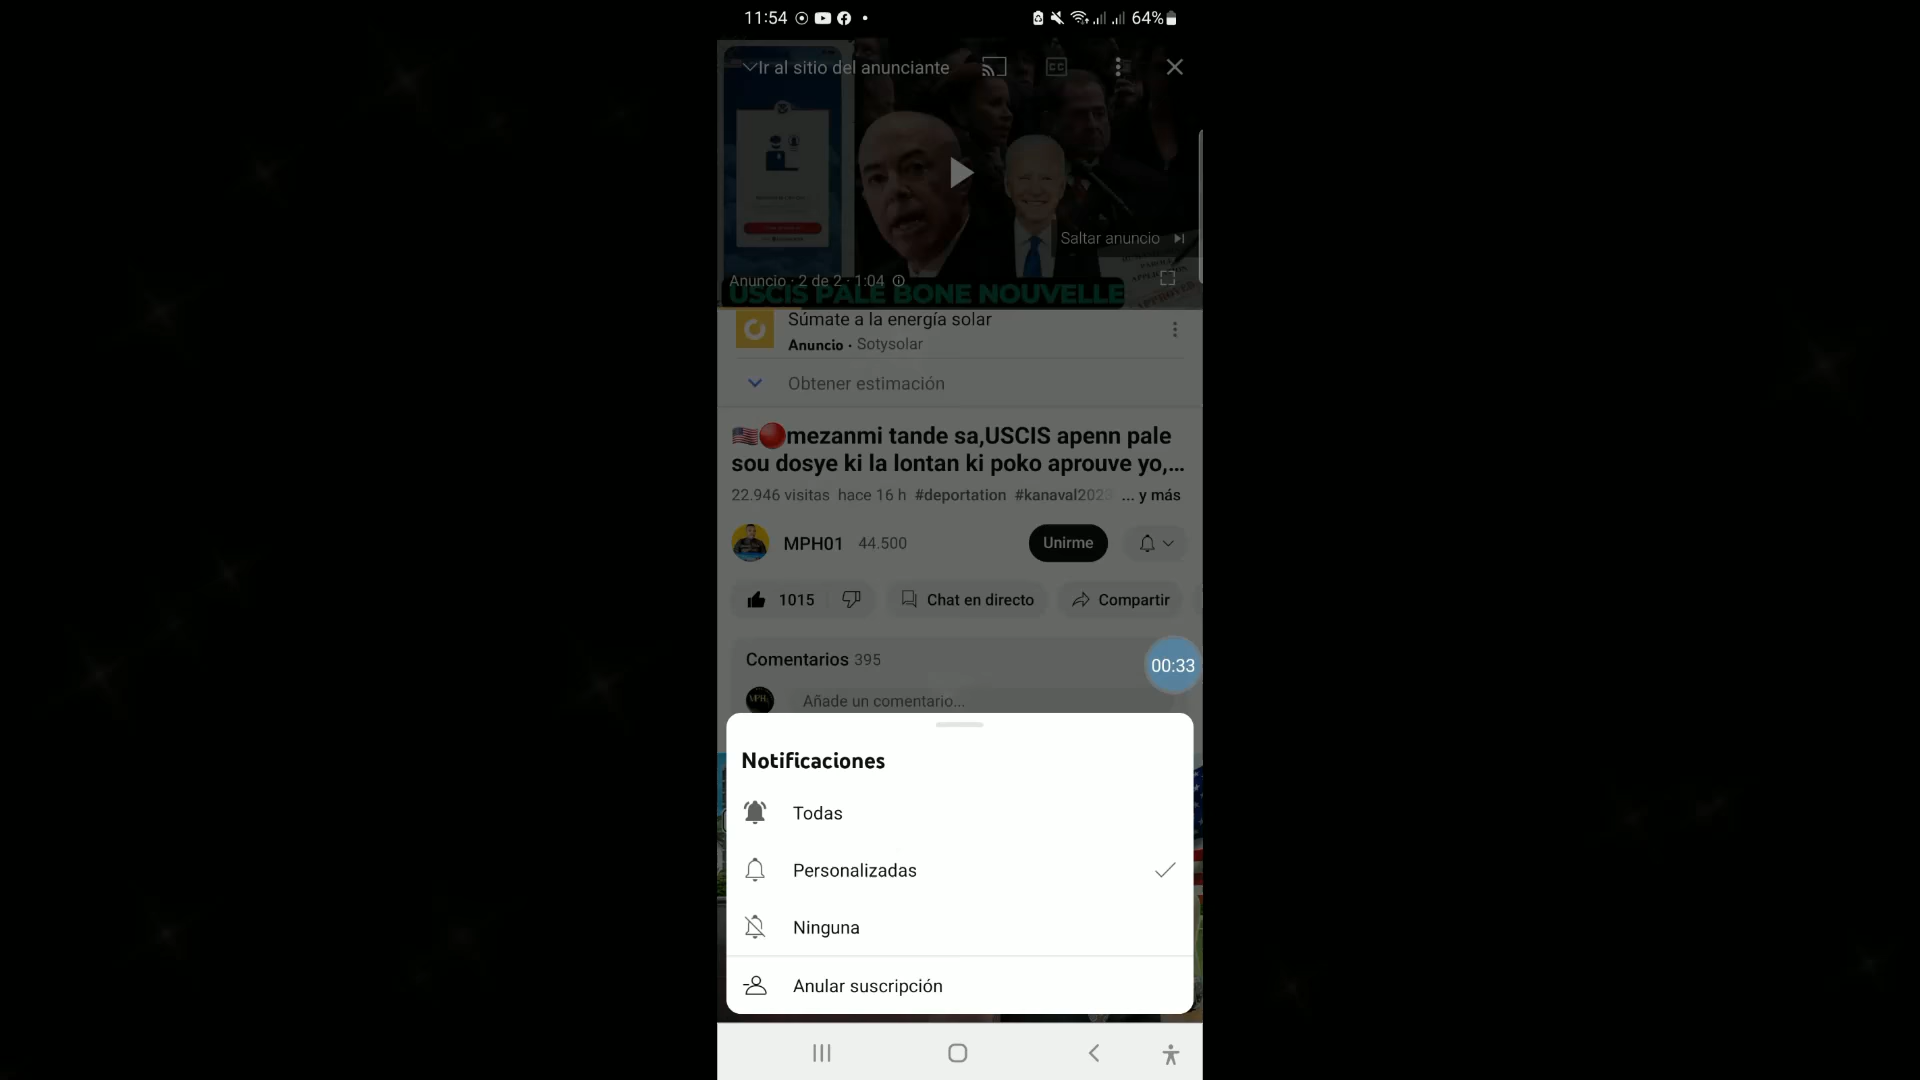 11:54
64%
Ir al sitio del anunciante
CC
Saltar anuncio
Anuncio · 2 de 2 · 1:04
USCIS PALE BONE NOUVELLE
Súmate a la energía solar
Anuncio · Sotysolar
Obtener estimación
🇺🇸🔴mezanmi tande sa,USCIS apenn pale
sou dosye ki la lontan ki poko aprouve yo,...
22.946 visitas hace 16 h #deportation #kanaval2023 ... y más
MPH01 44.500 Unirme
1015 Chat en directo Compartir
Comentarios 395
00:33
Añade un comentario...
Notificaciones
Todas
Personalizadas
Ninguna
Anular suscripción